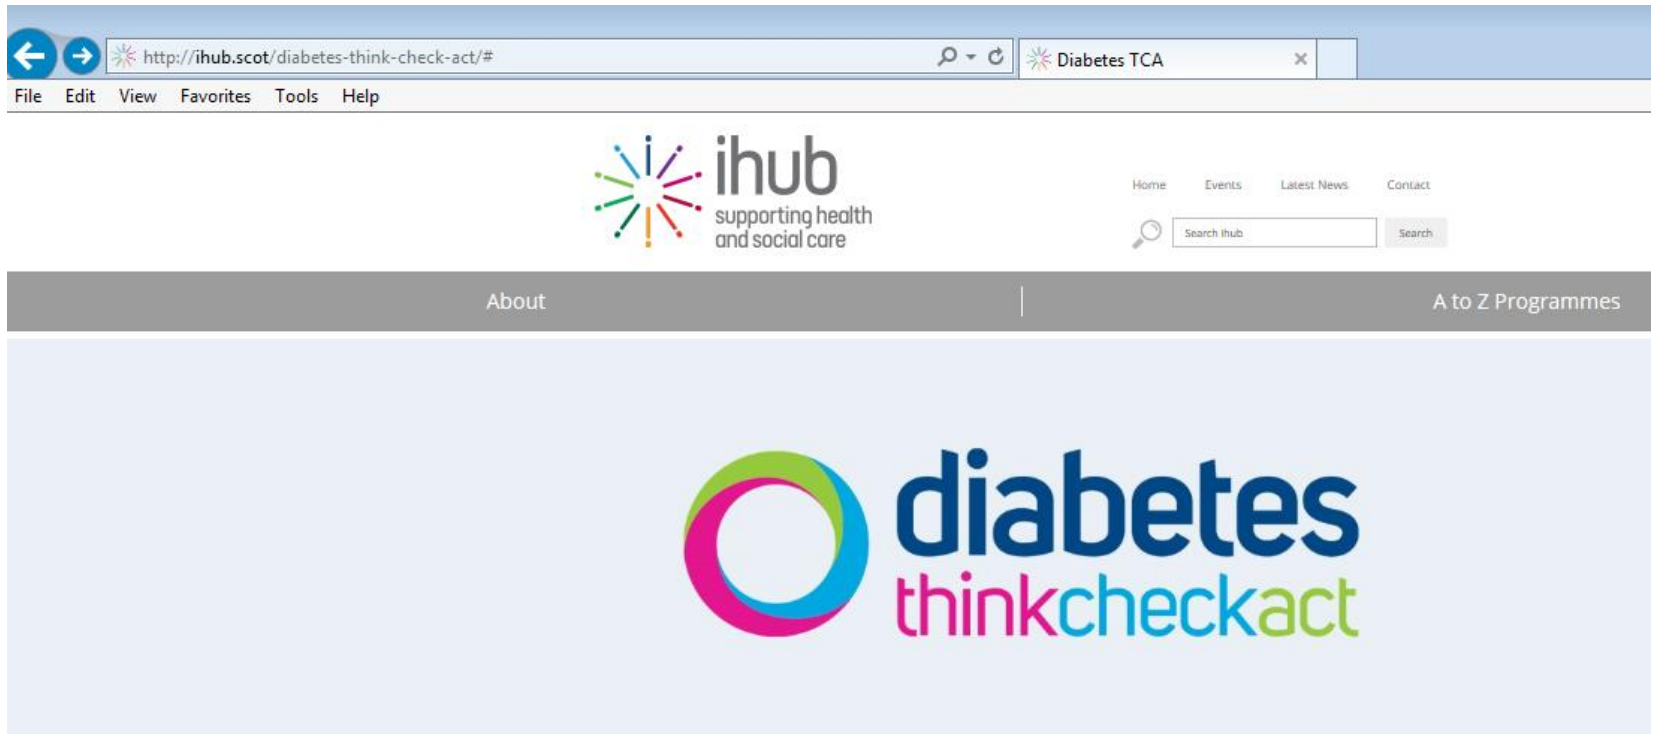 http://ihub.scot/diabetes-think-check-act/#
Diabetes TCA
File Edit View Favorites Tools Help
ihub
supporting health
and social care
Home Events Latest News Contact
Search Ihub Search
About A to Z Programmes
diabetes
thinkcheckact